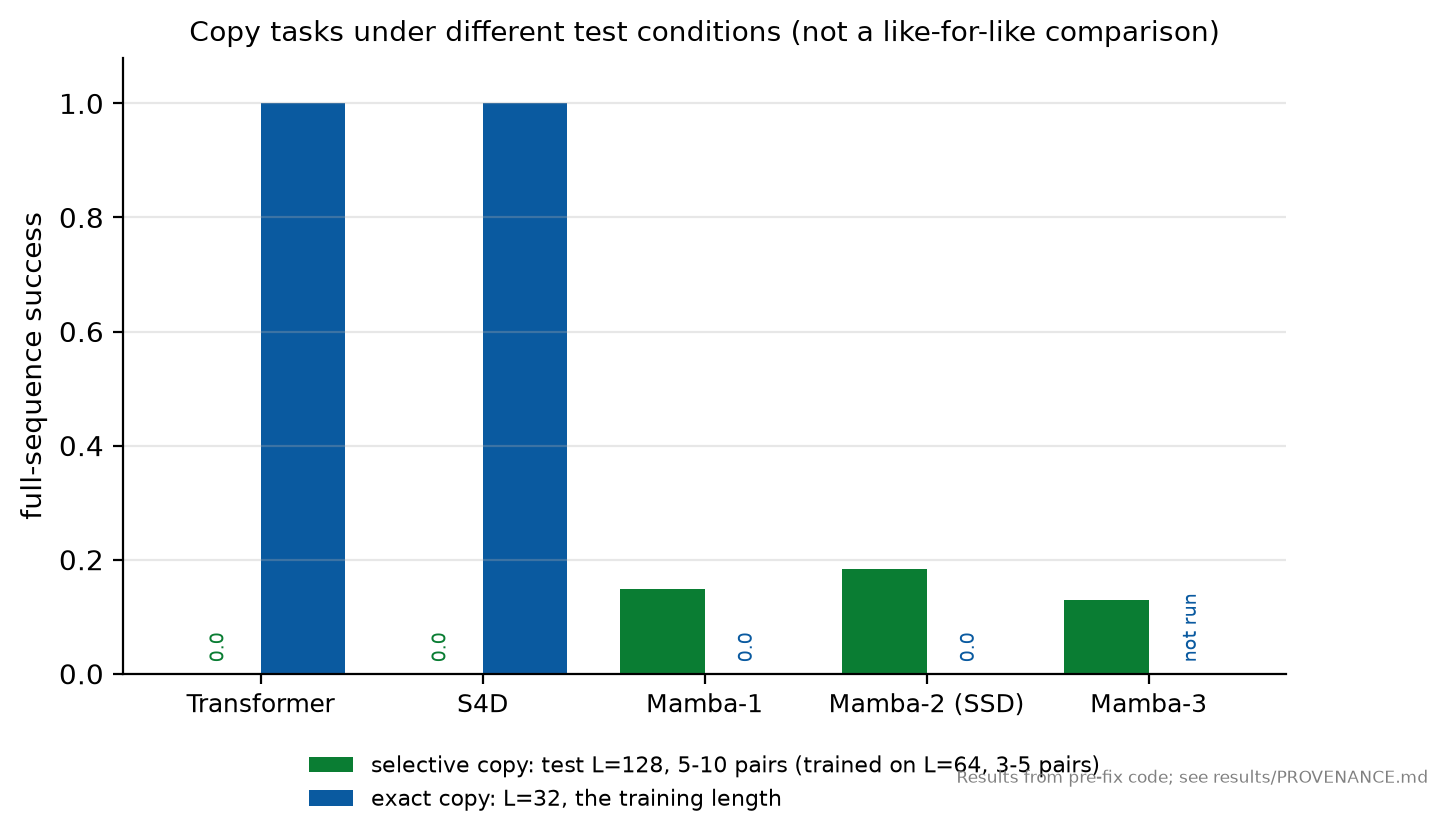 Copy tasks under different test conditions (not a like-for-like comparison)
full-sequence success
1.0
0.8
0.6
0.4
0.2
0.0
0.0
0.0
0.0
0.0
not run
Transformer
S4D
Mamba-1
Mamba-2 (SSD)
Mamba-3
selective copy: test L=128, 5-10 pairs (trained on L=64, 3-5 pairs)
Results from pre-fix code; see results/PROVENANCE.md
exact copy: L=32, the training length